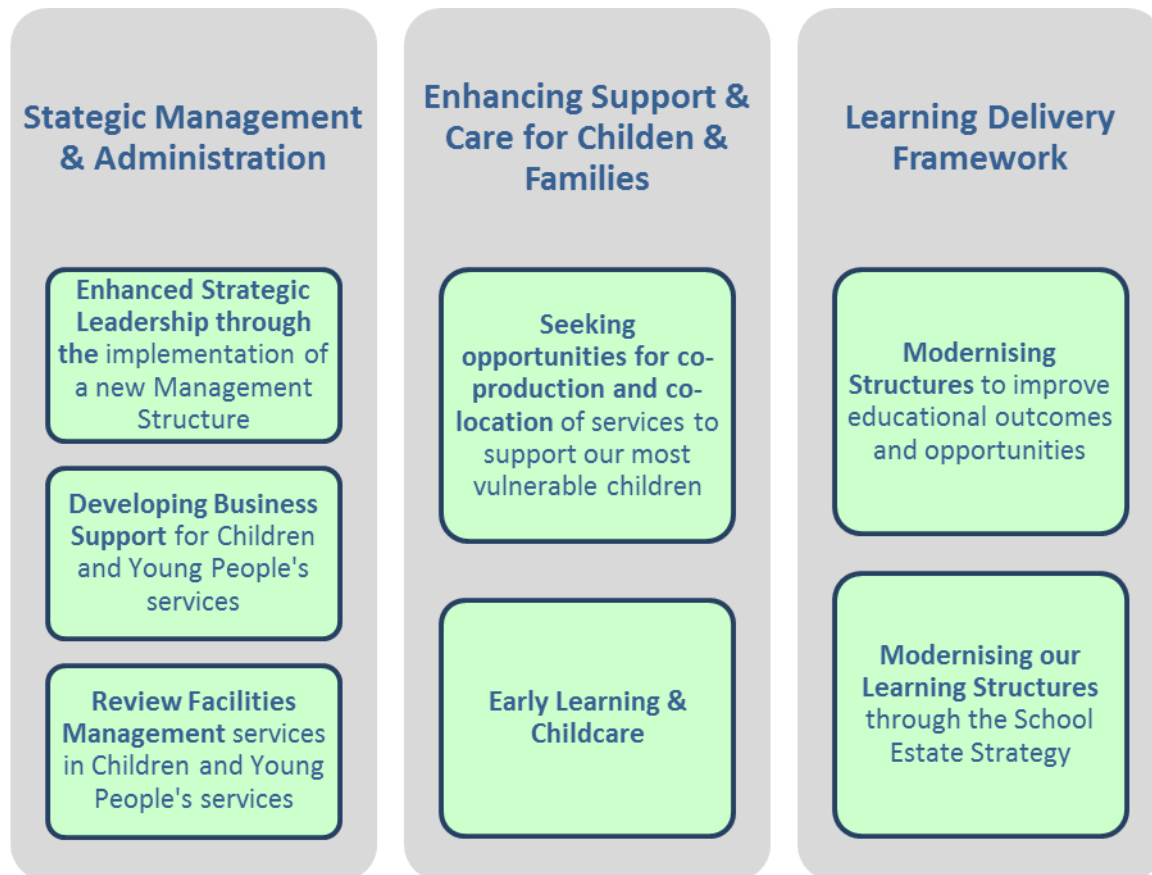 Stategic Management
& Administration
Enhanced Strategic
Leadership through
the implementation of
a new Management
Structure
Developing Business
Support for Children
and Young People's
services
Review Facilities
Management services
in Children and Young
People's services
Enhancing Support &
Care for Childen &
Families
Seeking
opportunities for co-
production and co-
location of services to
support our most
vulnerable children
Early Learning &
Childcare
Learning Delivery
Framework
Modernising
Structures to improve
educational outcomes
and opportunities
Modernising our
Learning Structures
through the School
Estate Strategy